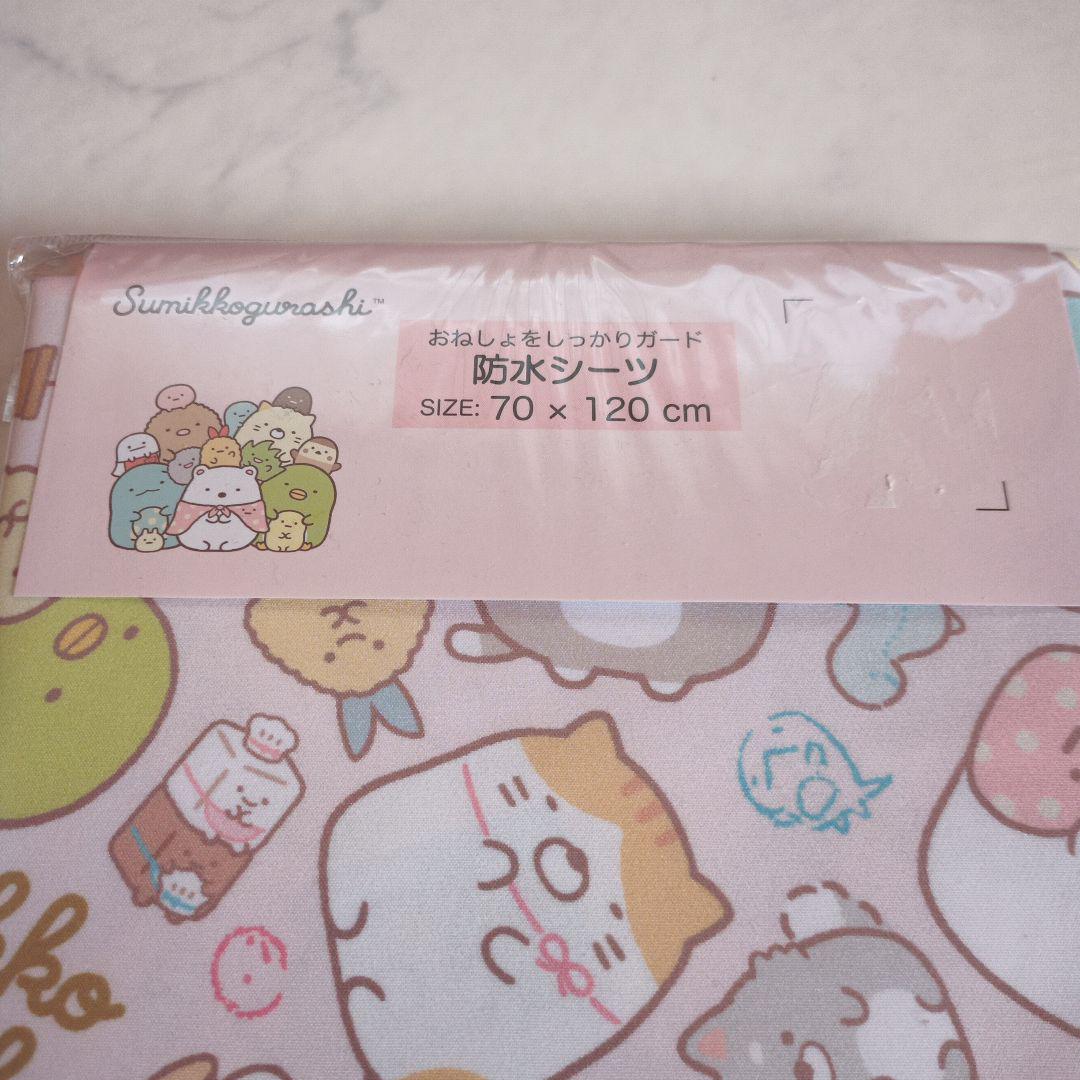 Sumikkogurashi™
おねしょをしっかりガード
防水シーツ
SIZE: 70 × 120 cm
kko